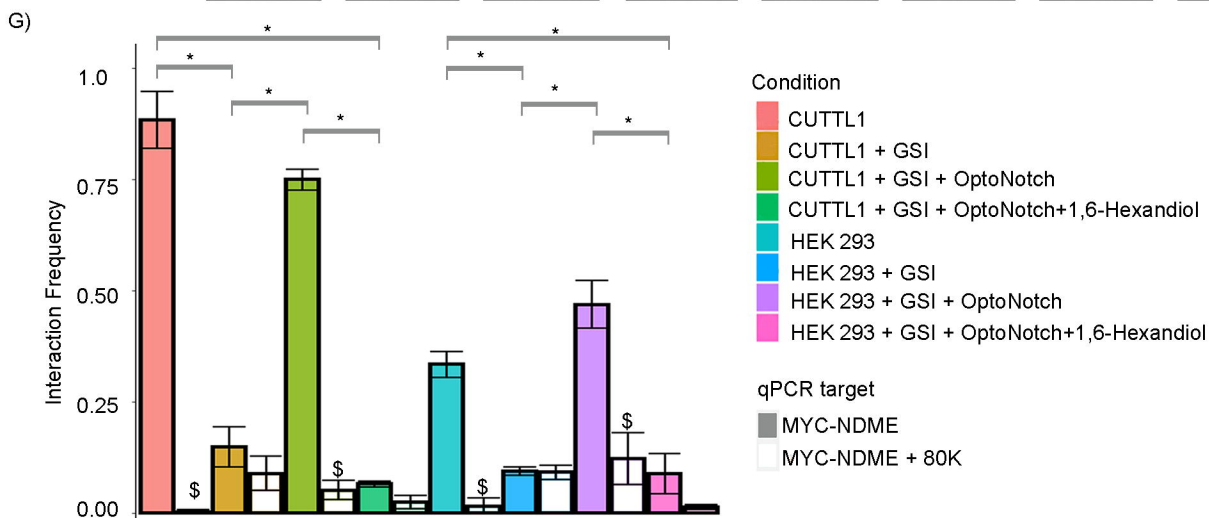 G)
*
*
*
*
*
*
*
*
1.0
0.75
0.50
0.25
0.00
Interaction Frequency
$
$
$
$
Condition
CUTTL1
CUTTL1 + GSI
CUTTL1 + GSI + OptoNotch
CUTTL1 + GSI + OptoNotch+1,6-Hexandiol
HEK 293
HEK 293 + GSI
HEK 293 + GSI + OptoNotch
HEK 293 + GSI + OptoNotch+1,6-Hexandiol
qPCR target
MYC-NDME
MYC-NDME + 80K